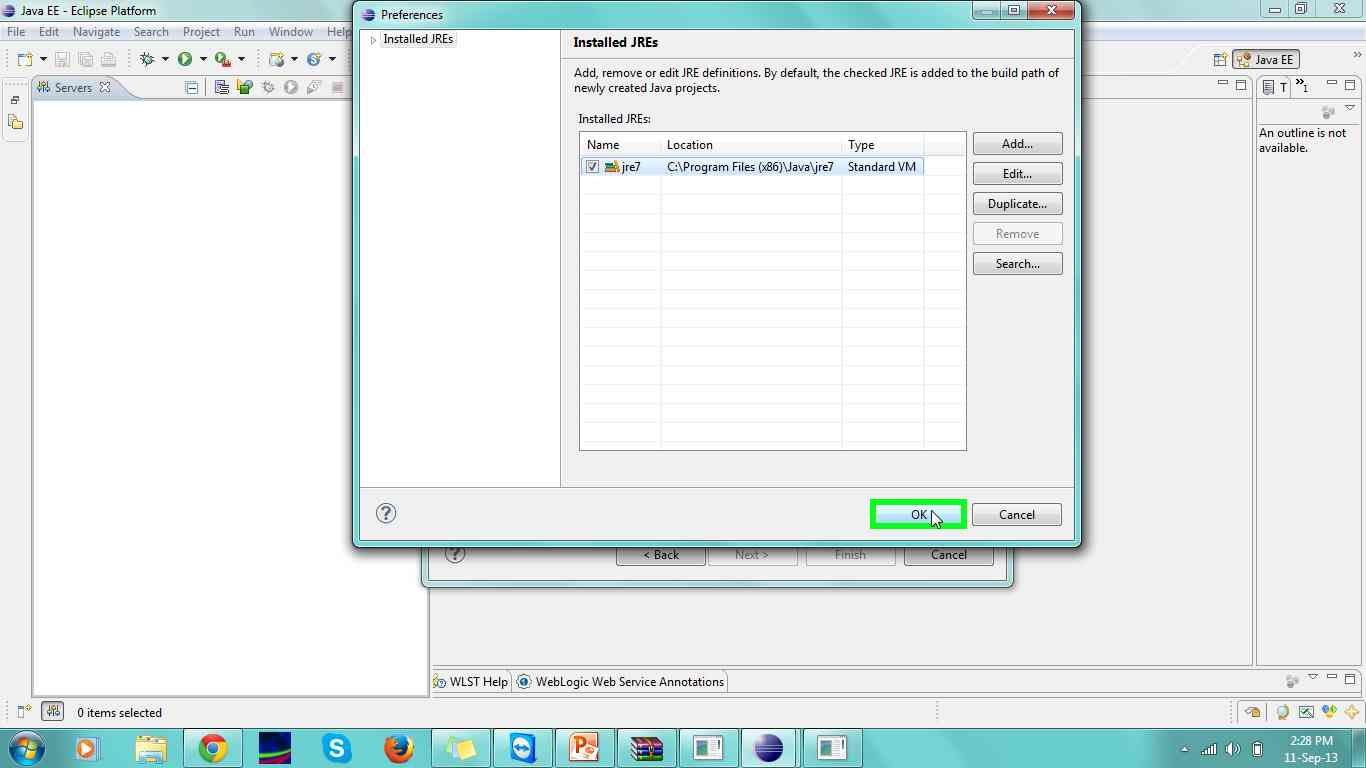 Java EE - Eclipse Platform
Preferences
File Edit Navigate Search Project Run Window Help
Installed JREs
Installed JREs
Java EE
Servers
Add, remove or edit JRE definitions. By default, the checked JRE is added to the build path of
newly created Java projects.
T
1
Installed JREs:
An outline is not
available.
Name Location Type
Add...
jre7 C:\Program Files (x86)\Java\jre7 Standard VM
Edit...
Duplicate...
Remove
Search...
OK Cancel
< Back Next > Finish Cancel
WLST Help WebLogic Web Service Annotations
0 items selected
2:28 PM
11-Sep-13